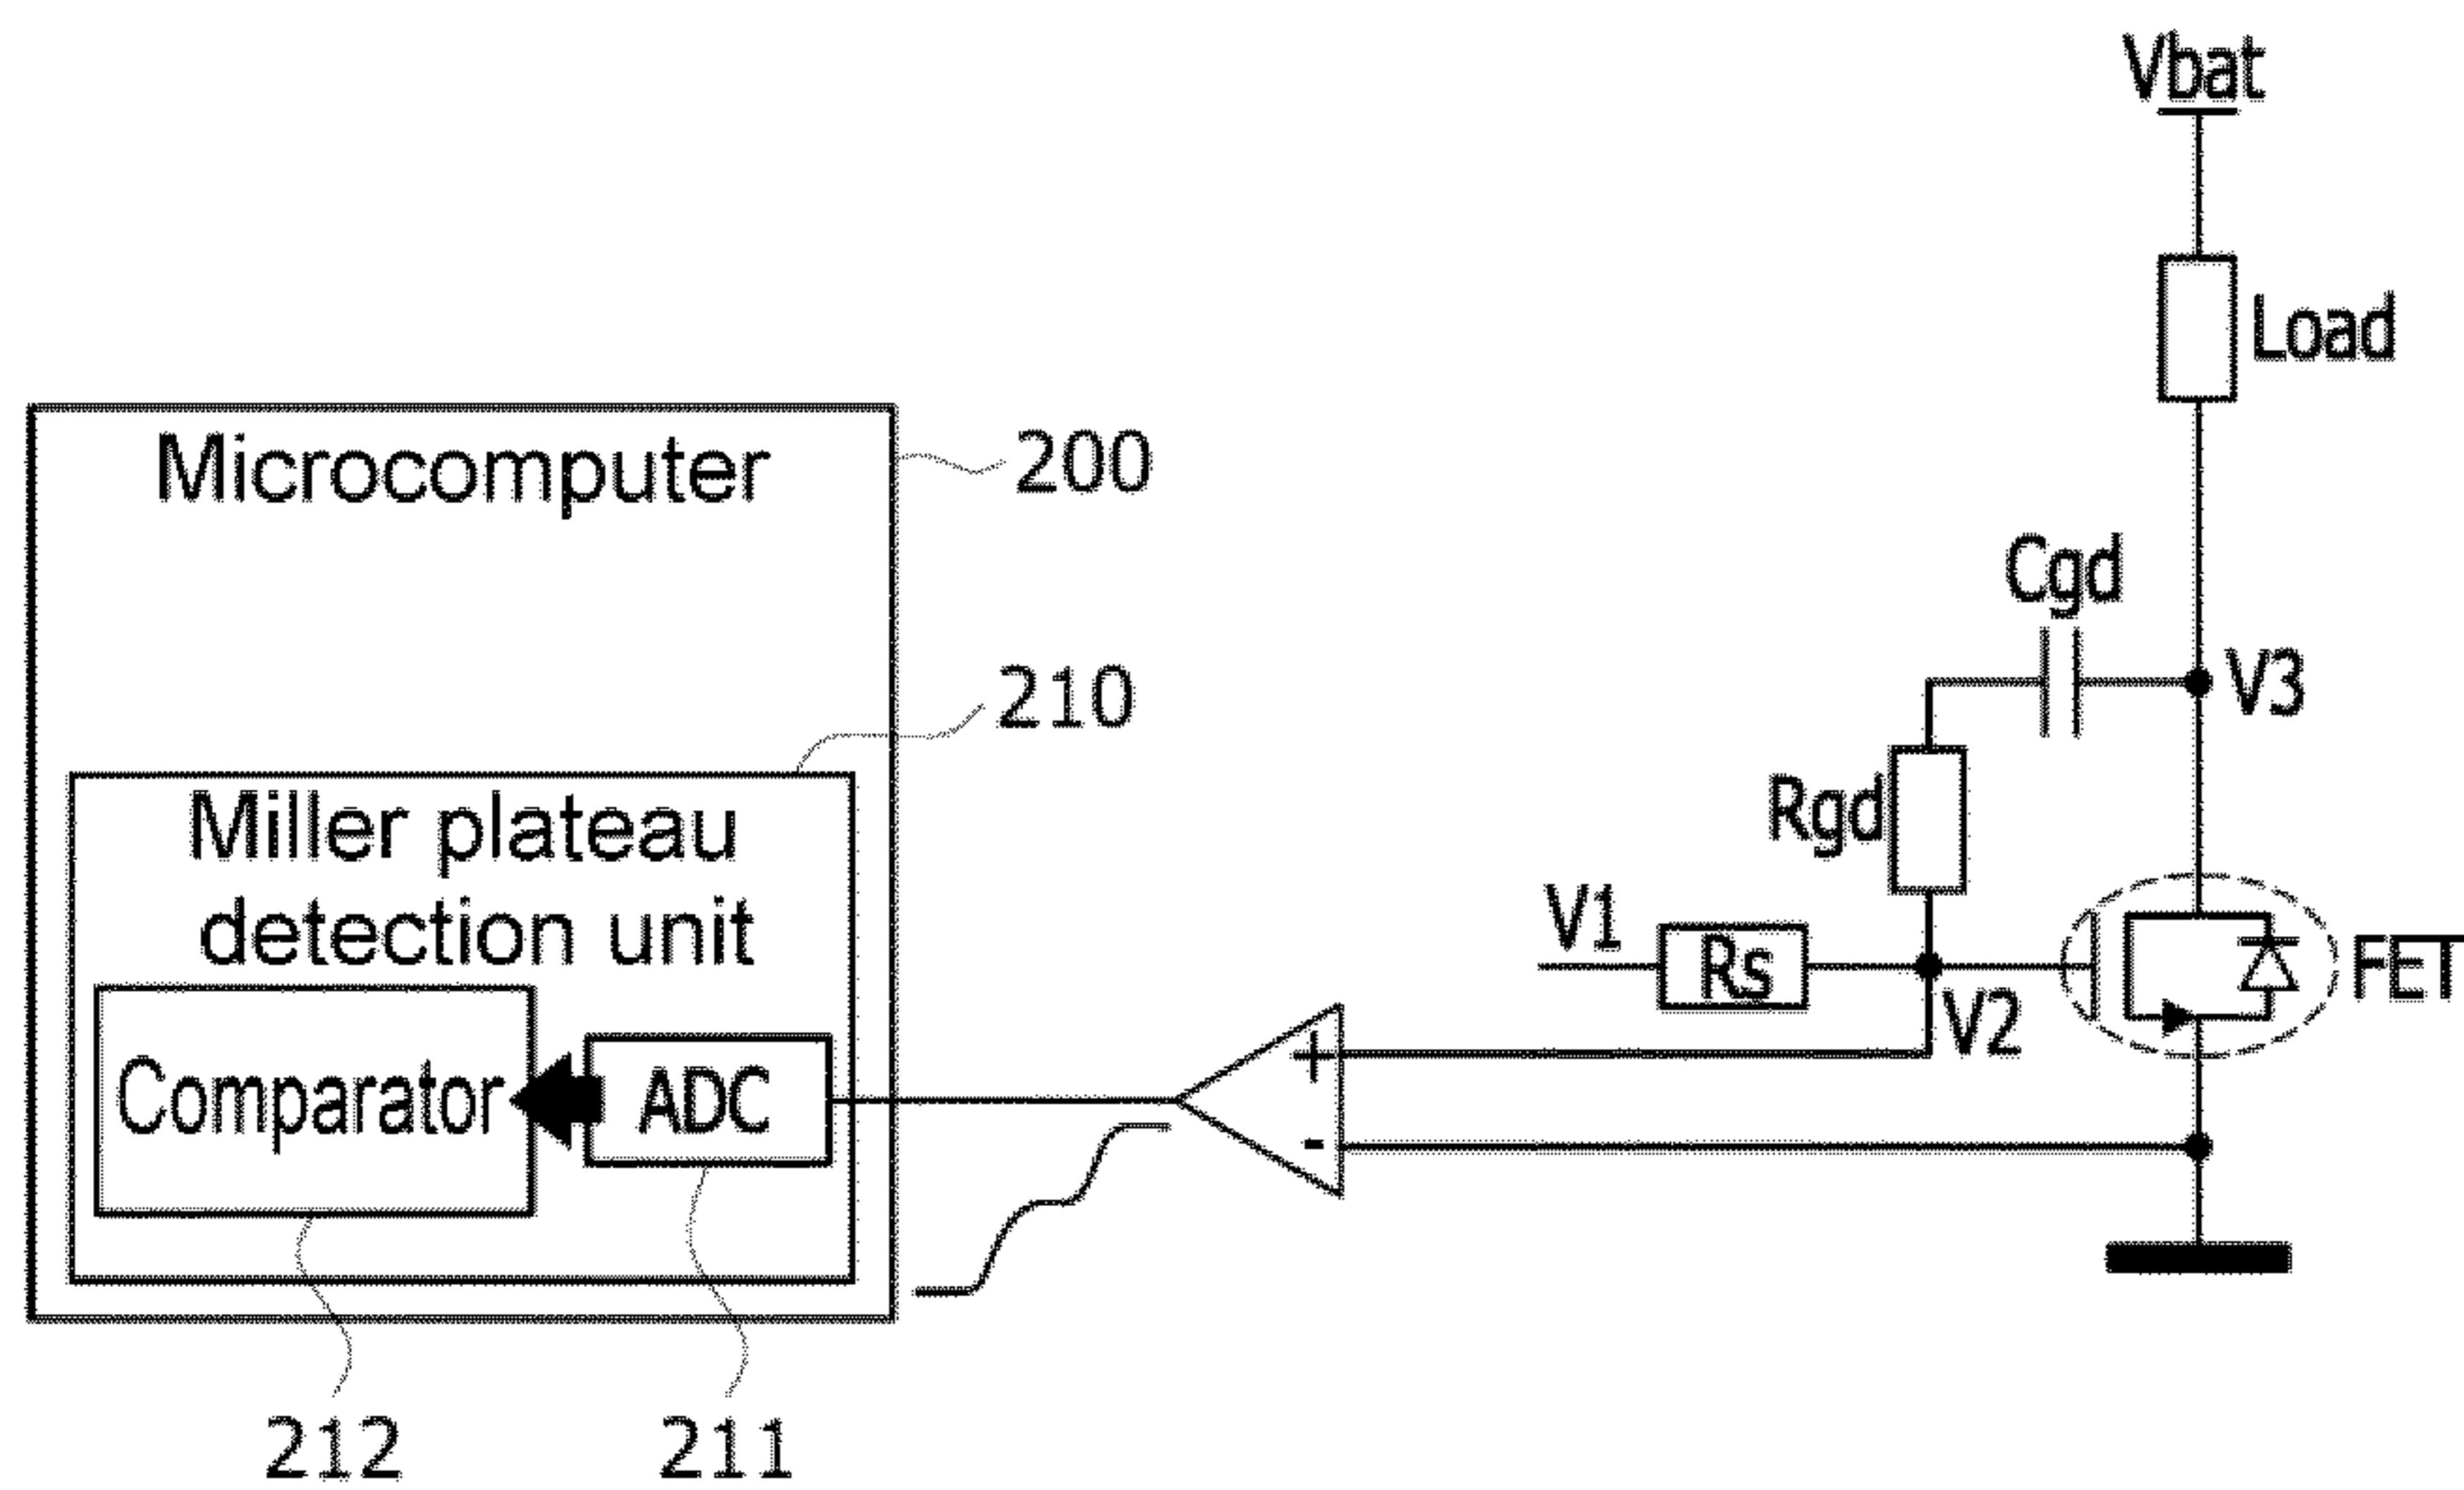 Vbat
Load
Microcomputer
200
Cgd
V3
210
Rgd
Miller plateau
detection unit
V1
Rs
V2
FET
Comparator
ADC
+
-
212
211